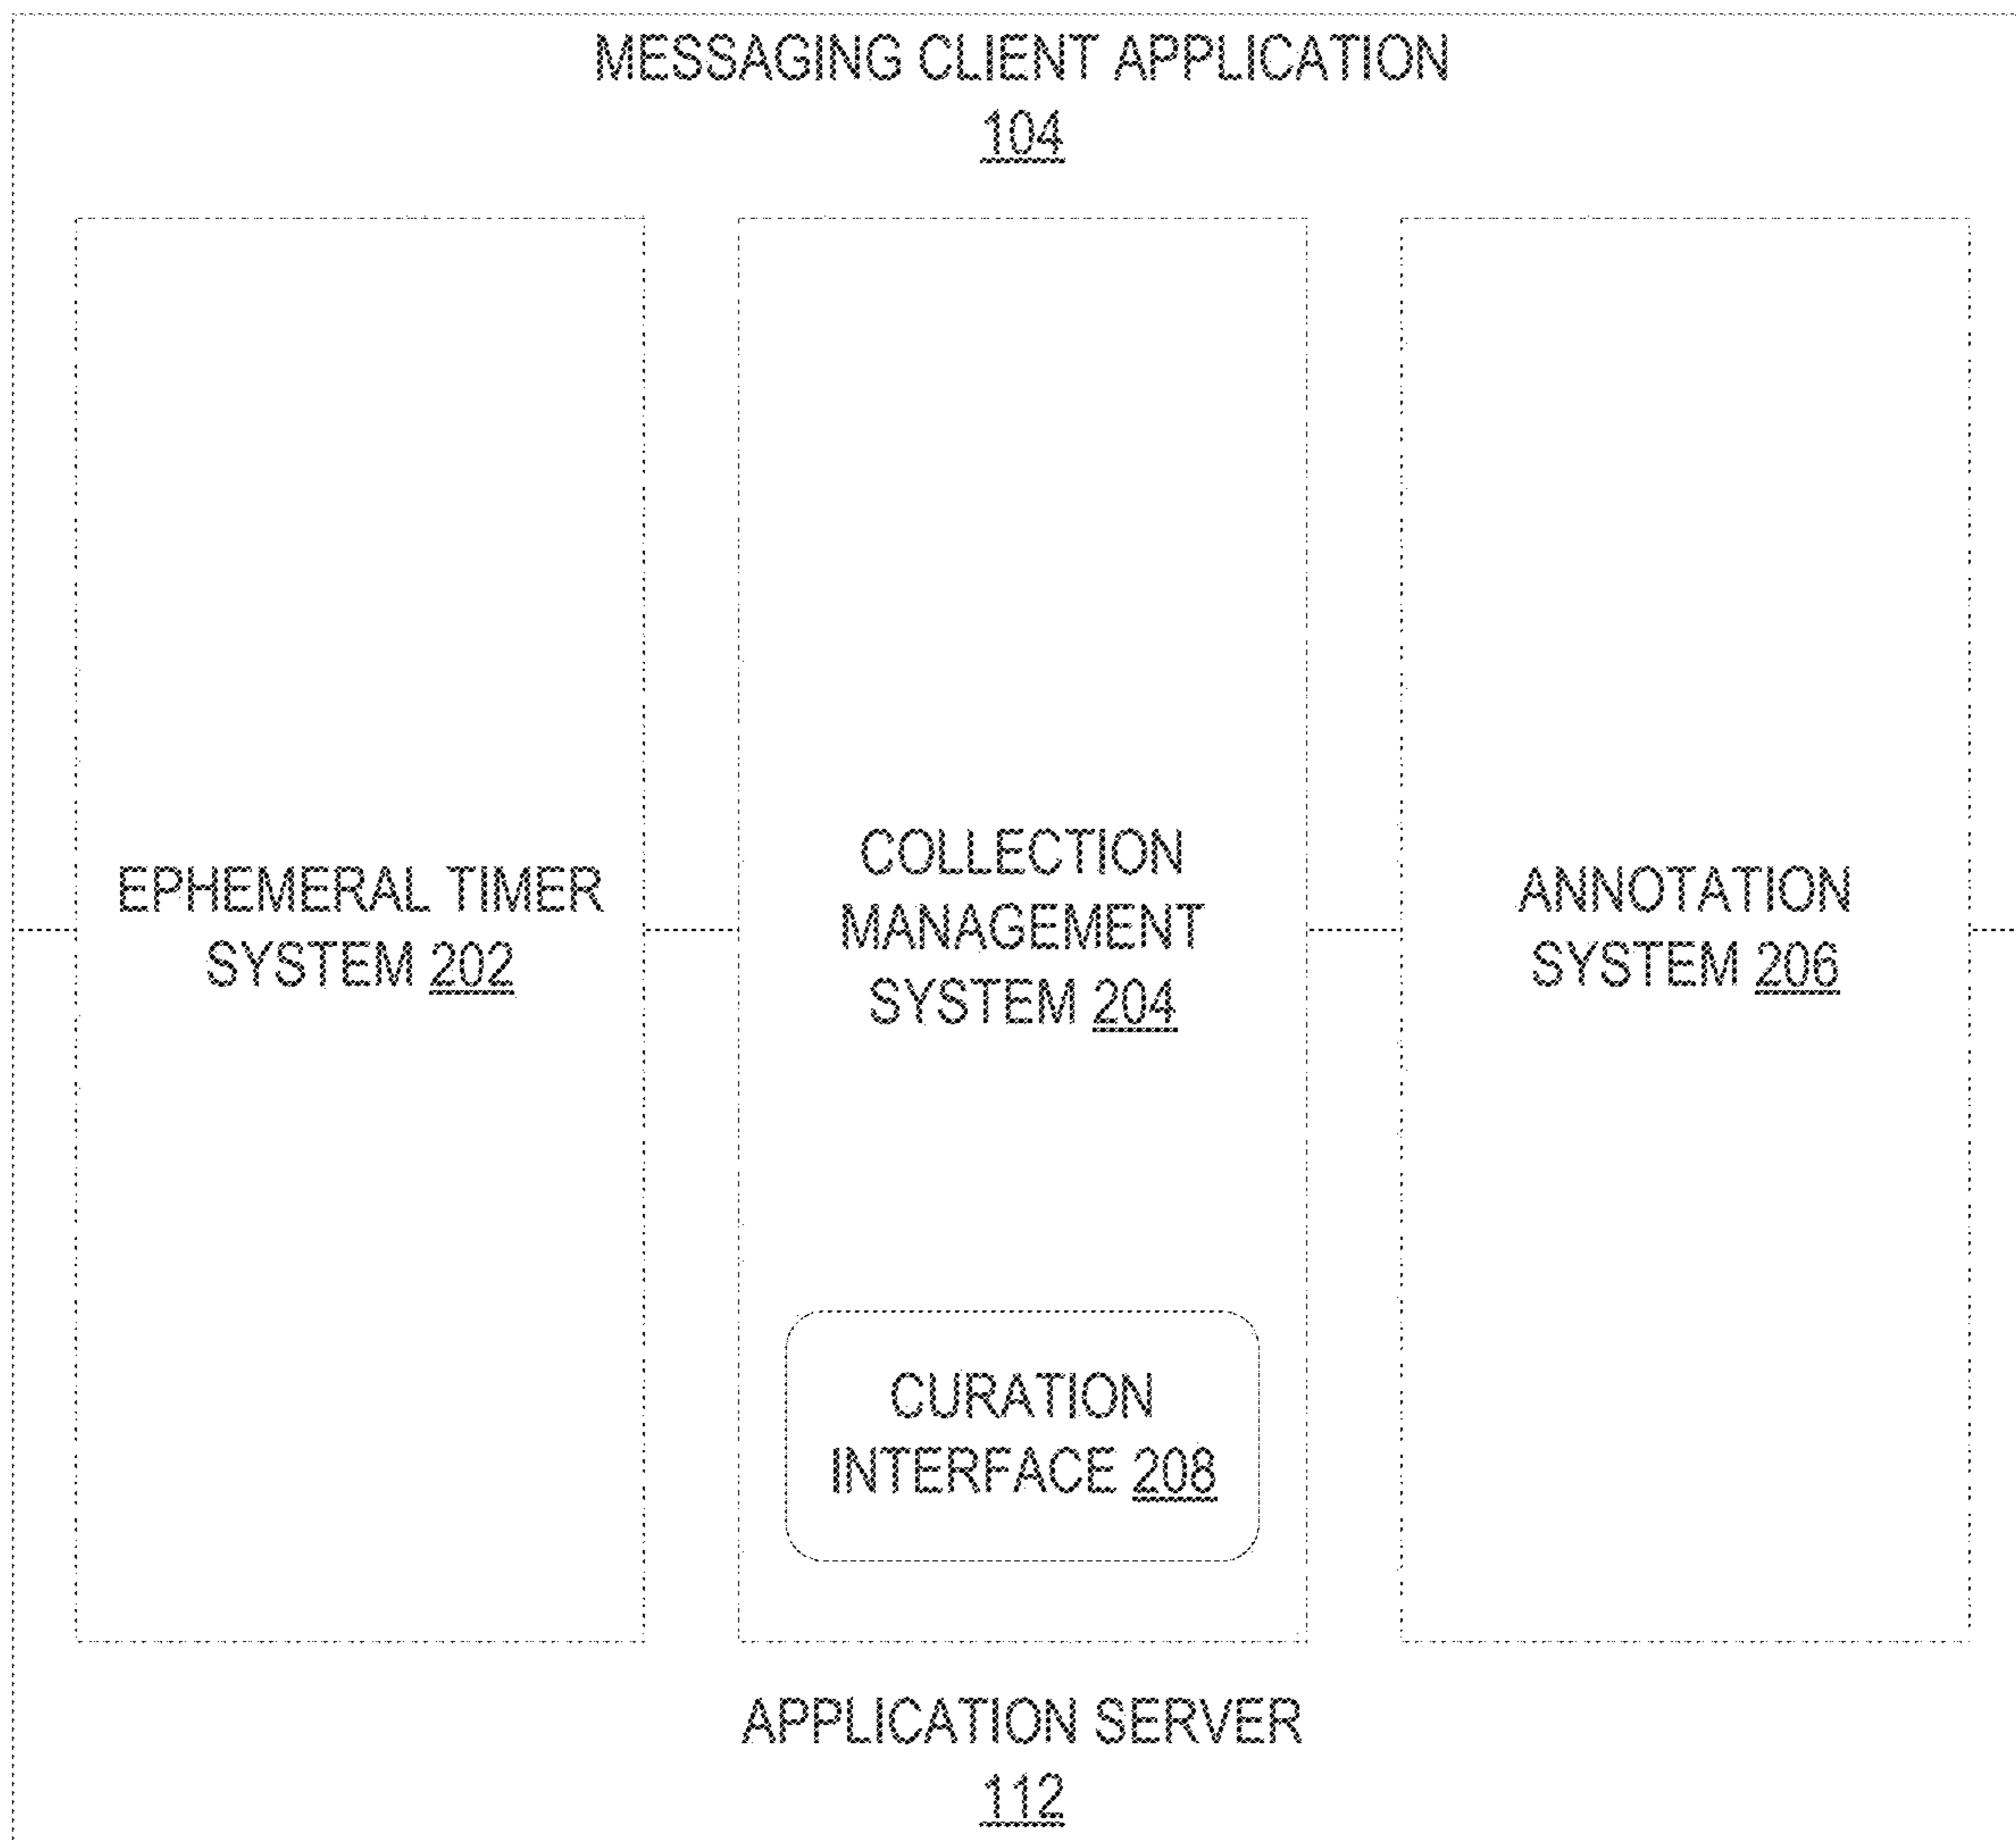 MESSAGING CLIENT APPLICATION
104
EPHEMERAL TIMER
SYSTEM 202
COLLECTION
MANAGEMENT
SYSTEM 204
CURATION
INTERFACE 208
ANNOTATION
SYSTEM 206
APPLICATION SERVER
112